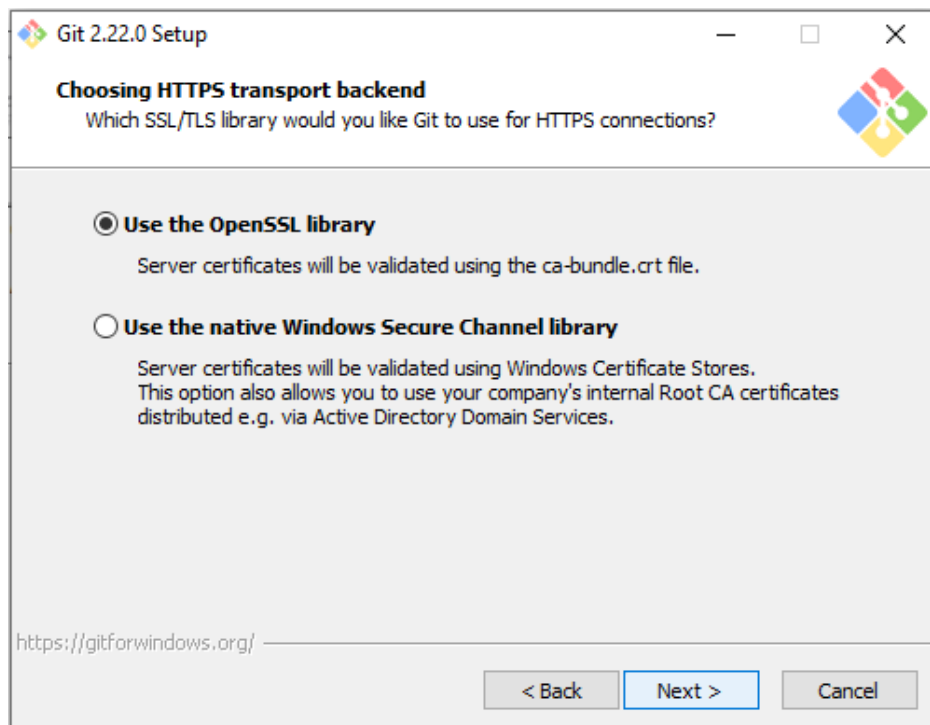 Git 2.22.0 Setup
Choosing HTTPS transport backend
Which SSL/TLS library would you like Git to use for HTTPS connections?
Use the OpenSSL library
Server certificates will be validated using the ca-bundle.crt file.
Use the native Windows Secure Channel library
Server certificates will be validated using Windows Certificate Stores.
This option also allows you to use your company's internal Root CA certificates
distributed e.g. via Active Directory Domain Services.
https://gitforwindows.org/
< Back Next > Cancel